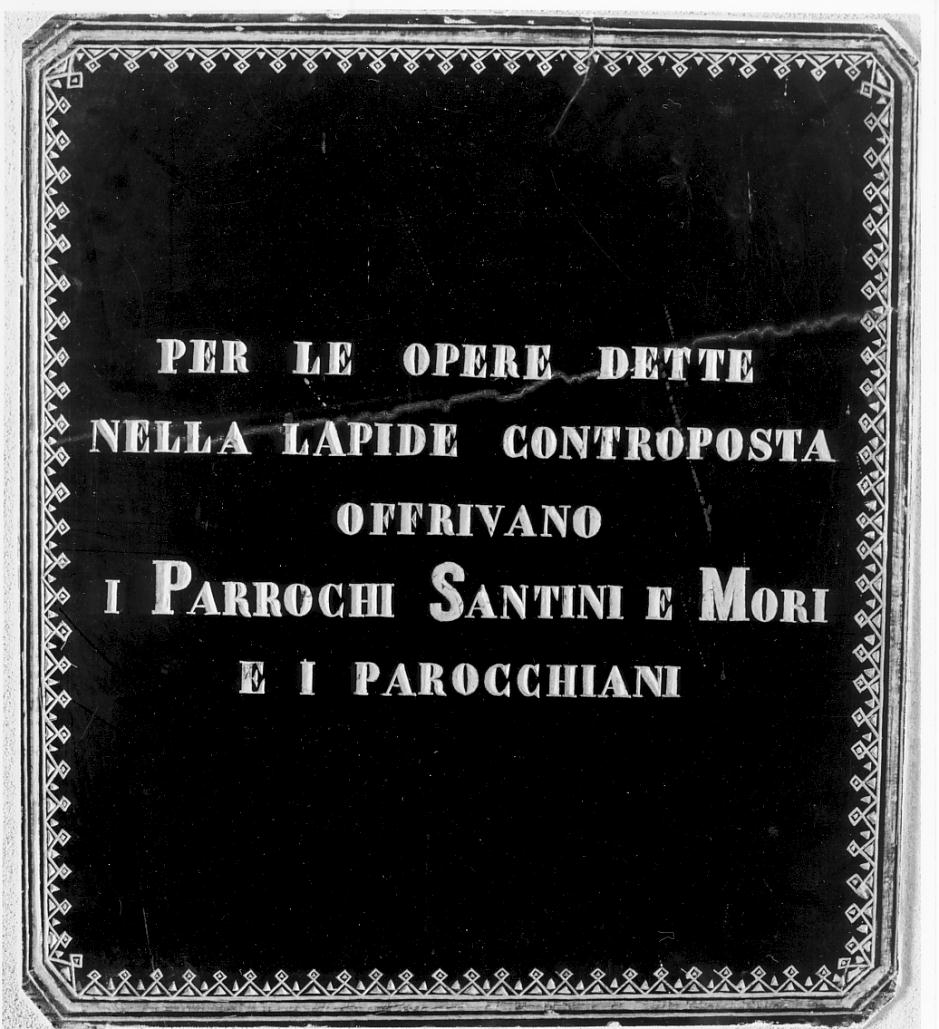 PER LE OPERE DETTE
NELLA LAPIDE CONTROPOSTA
OFFRIVANO
I PARROCHI SANTINI E MORI
E I PAROCCHIANI